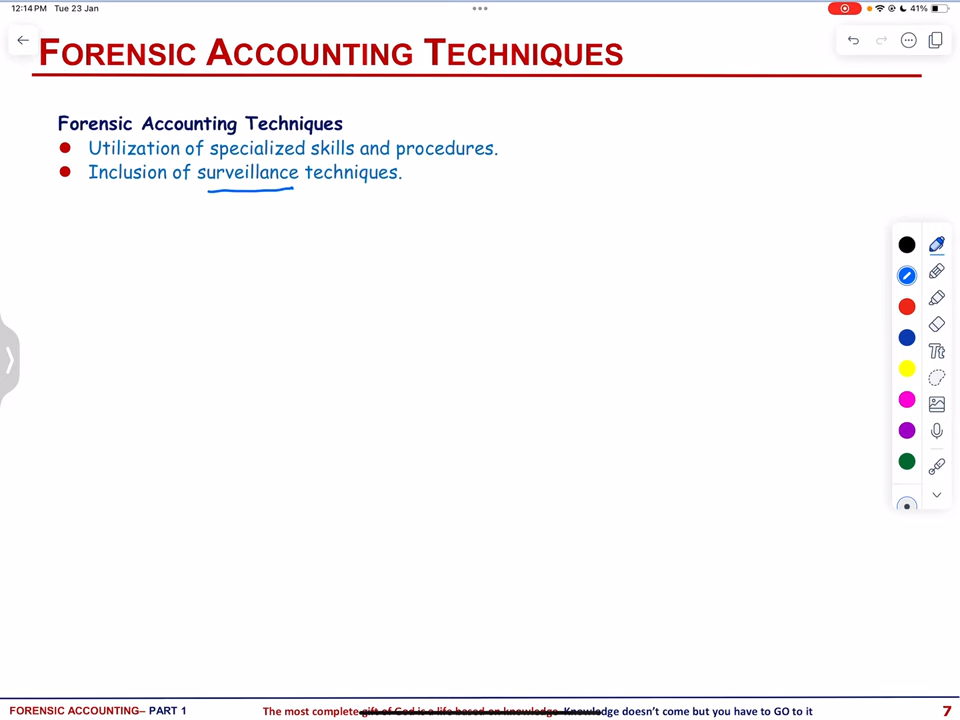 12:14 PM Tue 23 Jan
41%
FORENSIC ACCOUNTING TECHNIQUES
Forensic Accounting Techniques
Utilization of specialized skills and procedures.
Inclusion of surveillance techniques.
Tt
FORENSIC ACCOUNTING– PART 1
The most complete gift of God is a life based on knowledge. Knowledge doesn’t come but you have to GO to it
7